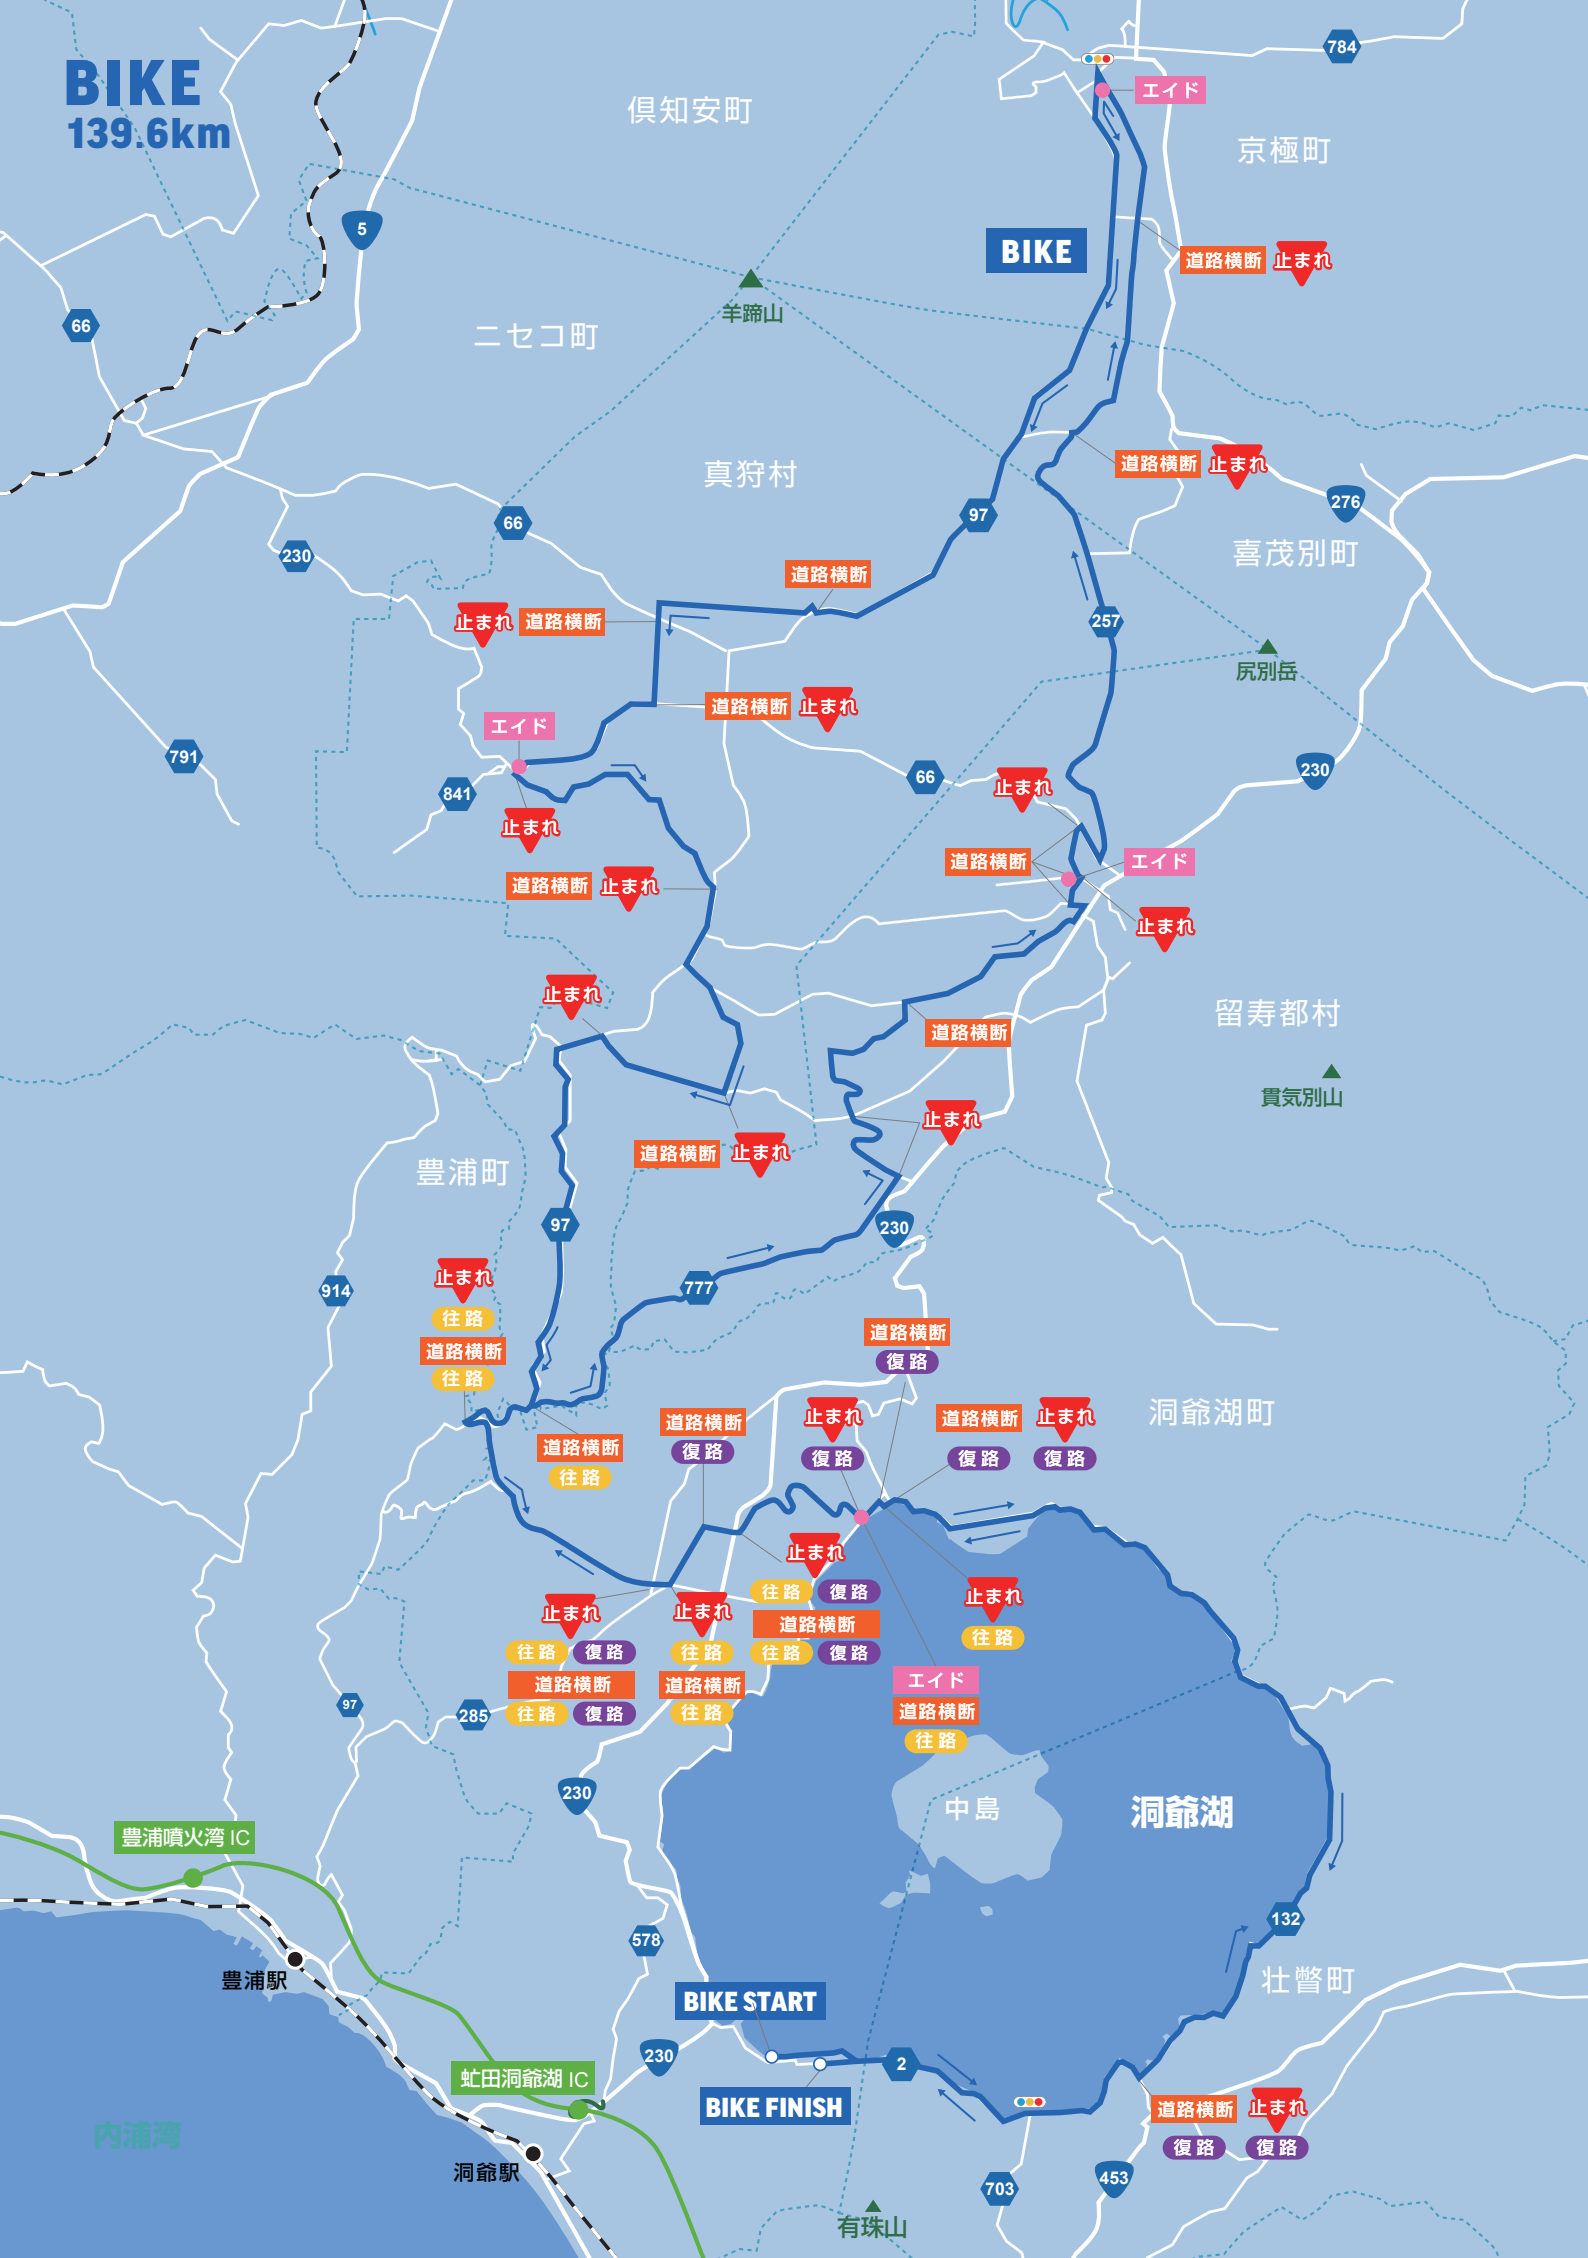 BIKE
139.6km
784
エイド
倶知安町
京極町
5
BIKE
道路横断
止まれ
羊蹄山
66
ニセコ町
道路横断
止まれ
真狩村
276
97
66
喜茂別町
230
道路横断
257
止まれ
道路横断
尻別岳
道路横断
止まれ
エイド
791
230
66
止まれ
841
止まれ
道路横断
エイド
道路横断
止まれ
止まれ
止まれ
留寿都村
道路横断
貫気別山
止まれ
道路横断
止まれ
豊浦町
97
230
止まれ
777
914
往路
道路横断
道路横断
復路
往路
洞爺湖町
道路横断
復路
止まれ
復路
道路横断
復路
止まれ
復路
道路横断
往路
止まれ
往路
復路
道路横断
往路
復路
止まれ
往路
止まれ
往路
復路
道路横断
往路
復路
止まれ
往路
道路横断
往路
エイド
道路横断
往路
97
285
230
中島
洞爺湖
豊浦噴火湾 IC
132
578
豊浦駅
壮瞥町
BIKE START
230
2
虻田洞爺湖 IC
BIKE FINISH
道路横断
復路
止まれ
復路
内浦湾
洞爺駅
703
453
有珠山